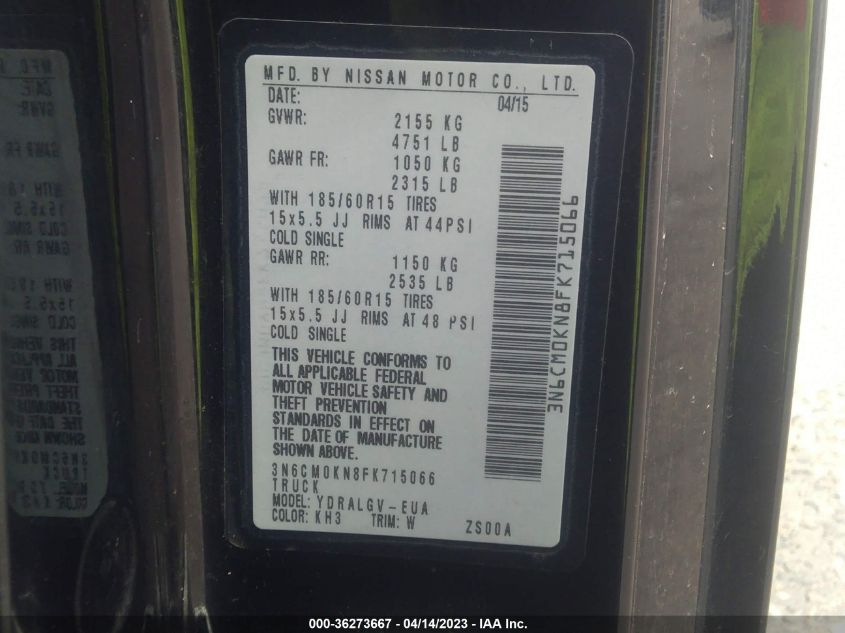 MFD. BY NISSAN MOTOR CO., LTD.
DATE: 04/15
GVWR: 2155 KG
4751 LB
GAWR FR: 1050 KG
2315 LB
WITH 185/60R15 TIRES
15x5.5 JJ RIMS AT 44PSI
COLD SINGLE
GAWR RR: 1150 KG
2535 LB
WITH 185/60R15 TIRES
15x5.5 JJ RIMS AT 48 PSI
COLD SINGLE
THIS VEHICLE CONFORMS TO
ALL APPLICABLE FEDERAL
MOTOR VEHICLE SAFETY AND
THEFT PREVENTION
STANDARDS IN EFFECT ON
THE DATE OF MANUFACTURE
SHOWN ABOVE.
3N6CM0KN8FK715066
TRUCK
MODEL: YDRALGV-EUA
COLOR: KH3 TRIM: W ZS00A
3N6CM0KN8FK715066
000-36273667 - 04/14/2023 - IAA Inc.